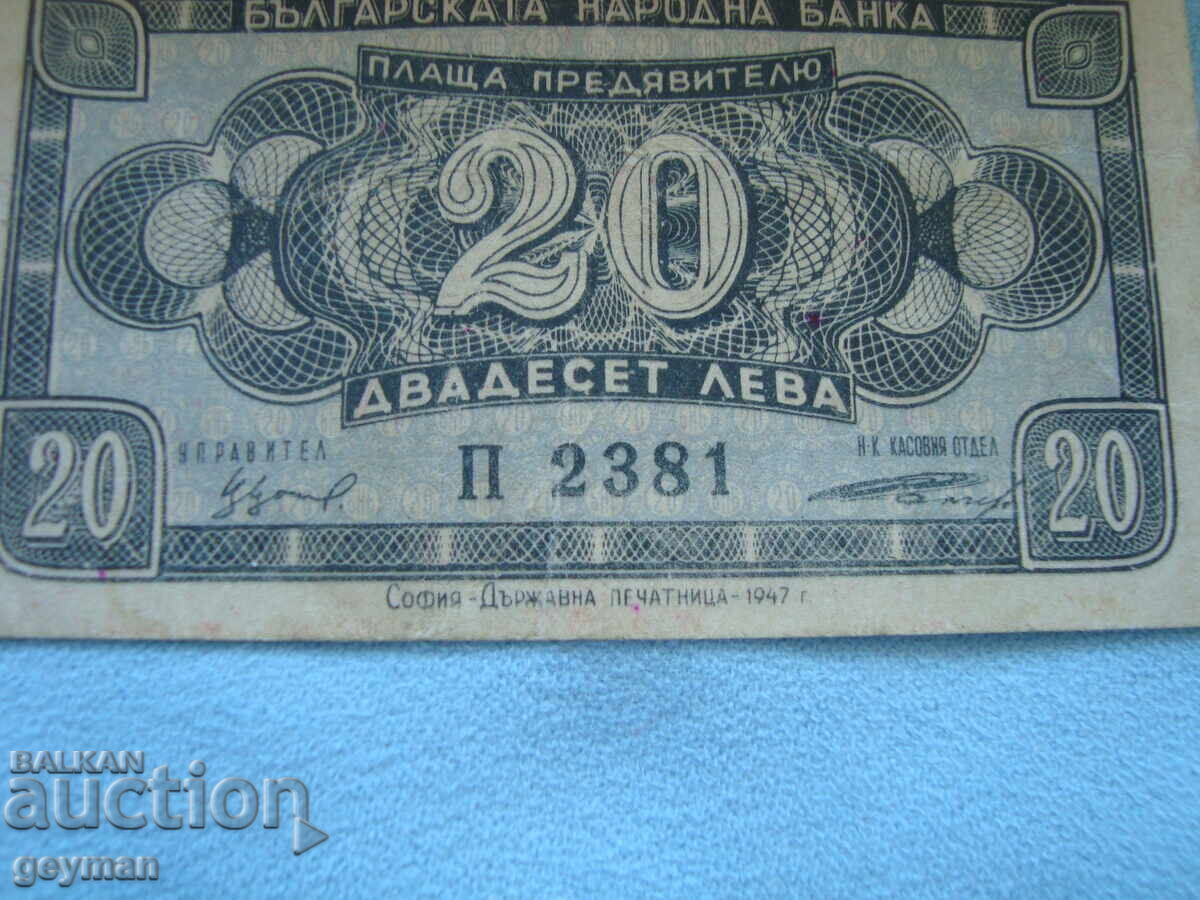 БЪЛГАРСКАТА НАРОДНА БАНКА
ПЛАЩА ПРЕДЯВИТЕЛЮ
20
ДВАДЕСЕТ ЛЕВА
20
УПРАВИТЕЛ
П 2381
Н-К КАСОВИЯ ОТДЕЛ
20
СОФИЯ - ДЪРЖАВНА ПЕЧАТНИЦА - 1947 г.
BALKAN
auction
geyman